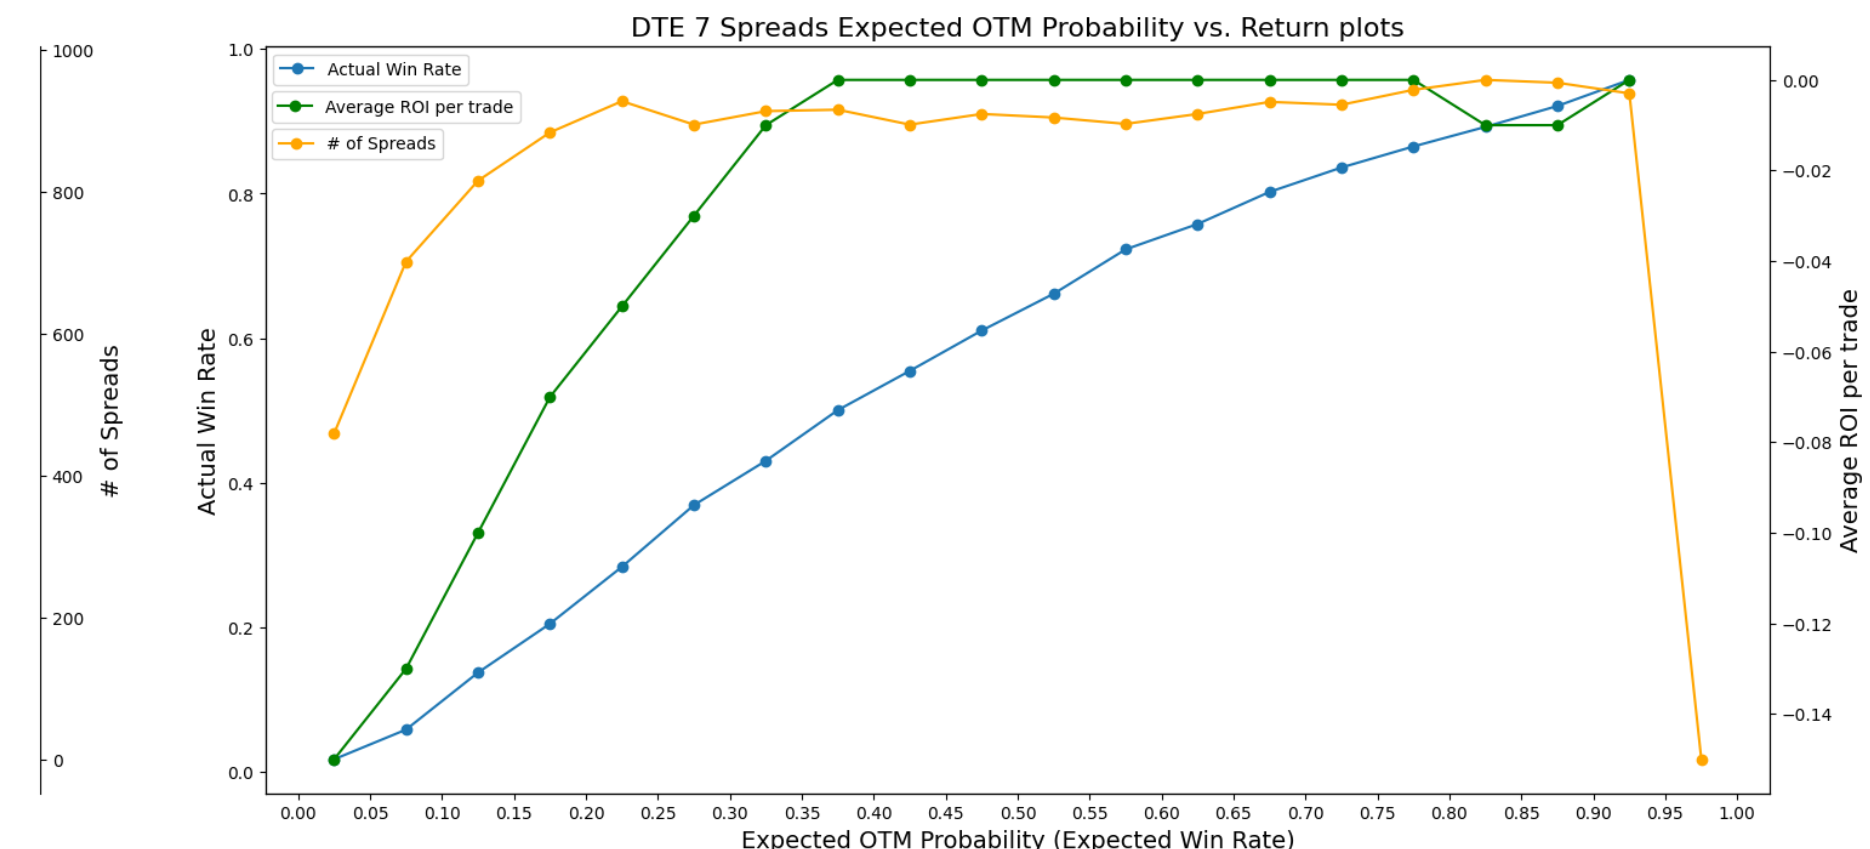 DTE 7 Spreads Expected OTM Probability vs. Return plots
Actual Win Rate
Average ROI per trade
# of Spreads
1000
800
600
400
200
0
# of Spreads
1.0
0.8
0.6
0.4
0.2
0.0
Actual Win Rate
0.00
−0.02
−0.04
−0.06
−0.08
−0.10
−0.12
−0.14
Average ROI per trade
0.00 0.05 0.10 0.15 0.20 0.25 0.30 0.35 0.40 0.45 0.50 0.55 0.60 0.65 0.70 0.75 0.80 0.85 0.90 0.95 1.00
Expected OTM Probability (Expected Win Rate)